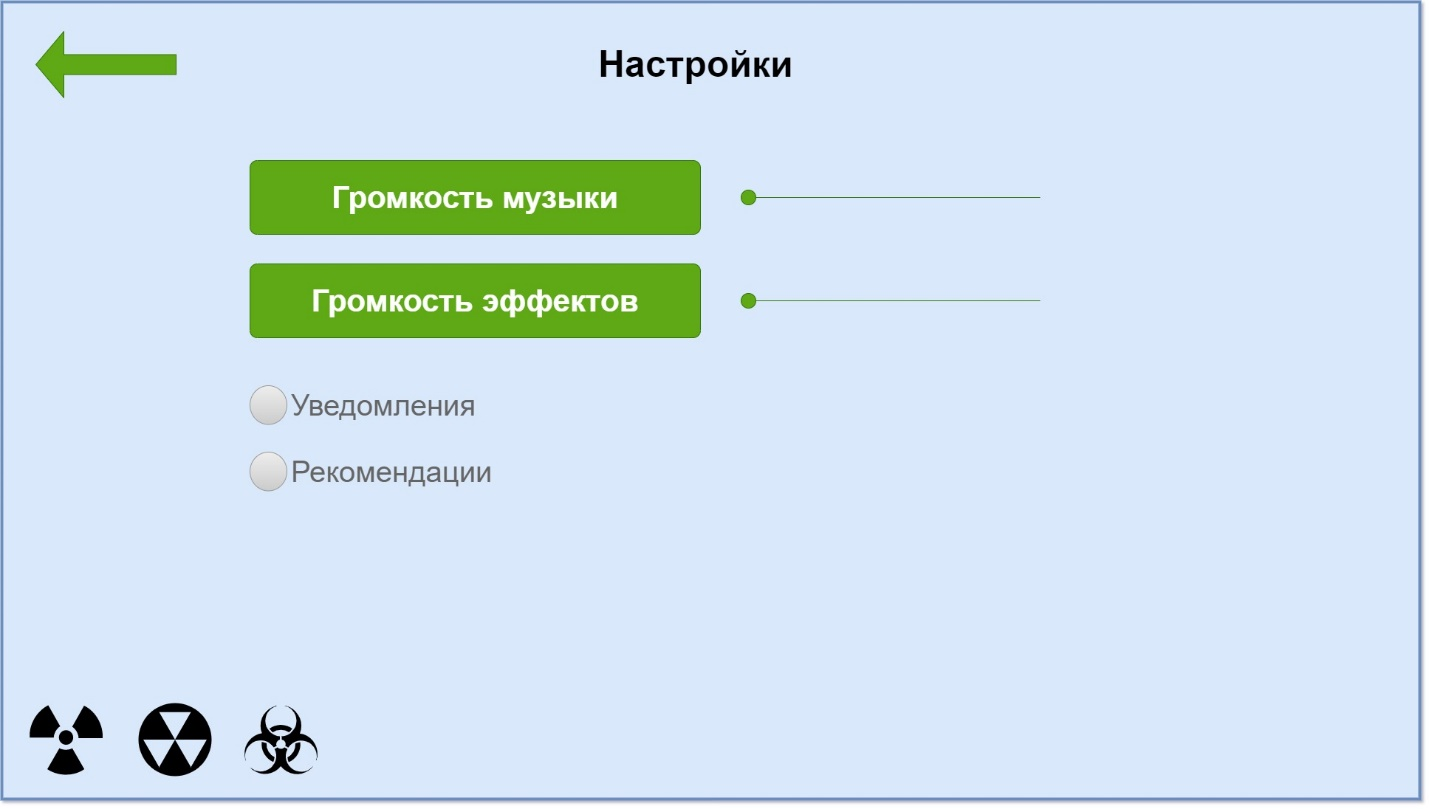 Настройки
Громкость музыки
Громкость эффектов
Уведомления
Рекомендации